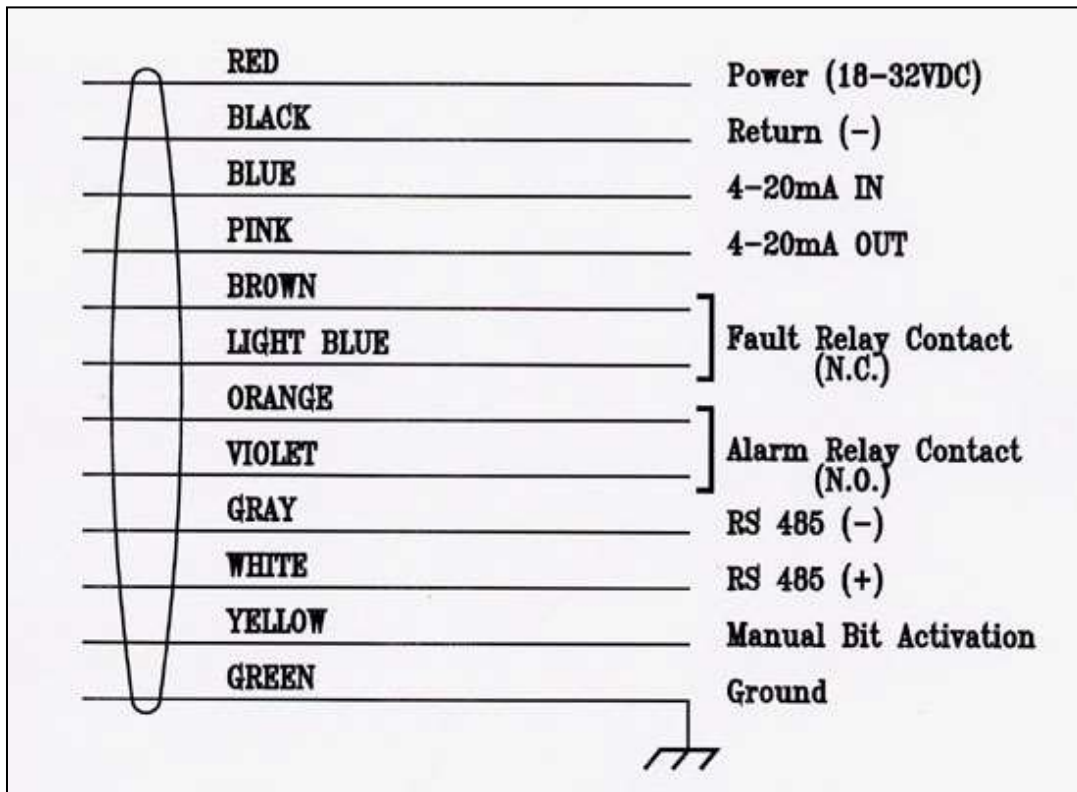 RED
Power (18-32VDC)
BLACK
Return (-)
BLUE
4-20mA IN
PINK
4-20mA OUT
BROWN
LIGHT BLUE
Fault Relay Contact
(N.C.)
ORANGE
VIOLET
Alarm Relay Contact
(N.O.)
GRAY
RS 485 (-)
WHITE
RS 485 (+)
YELLOW
Manual Bit Activation
GREEN
Ground